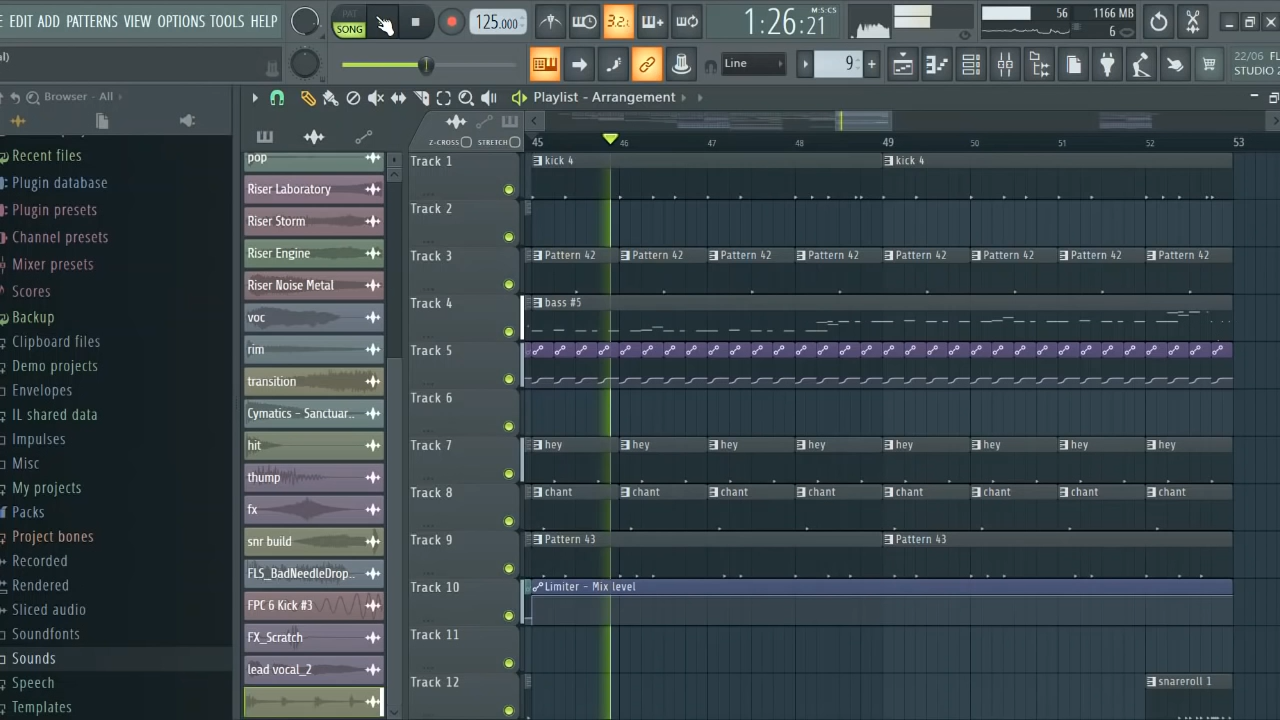 E EDIT ADD PATTERNS VIEW OPTIONS TOOLS HELP
PAT
SONG
125.000
3.2:
1:26:21
M:S:CS
56
1166 MB
6
al)
Line
9
22/06
STUDIO 2
Browser - All
Playlist - Arrangement
Z-CROSS STRETCH
45 46 47 48 49 50 51 52 53
Recent files
Plugin database
Plugin presets
Channel presets
Mixer presets
Scores
Backup
Clipboard files
Demo projects
Envelopes
IL shared data
Impulses
Misc
My projects
Packs
Project bones
Recorded
Rendered
Sliced audio
Soundfonts
Sounds
Speech
Templates
pop
Riser Laboratory
Riser Storm
Riser Engine
Riser Noise Metal
voc
rim
transition
Cymatics - Sanctuar..
hit
thump
fx
snr build
FLS_BadNeedleDrop..
FPC 6 Kick #3
FX_Scratch
lead vocal_2
Track 1
kick 4 kick 4
Track 2
Track 3
Pattern 42 Pattern 42 Pattern 42 Pattern 42 Pattern 42 Pattern 42 Pattern 42 Pattern 42
Track 4
bass #5
Track 5
Track 6
Track 7
hey hey hey hey hey hey hey hey
Track 8
chant chant chant chant chant chant chant chant
Track 9
Pattern 43 Pattern 43
Track 10
Limiter - Mix level
Track 11
Track 12
snareroll 1